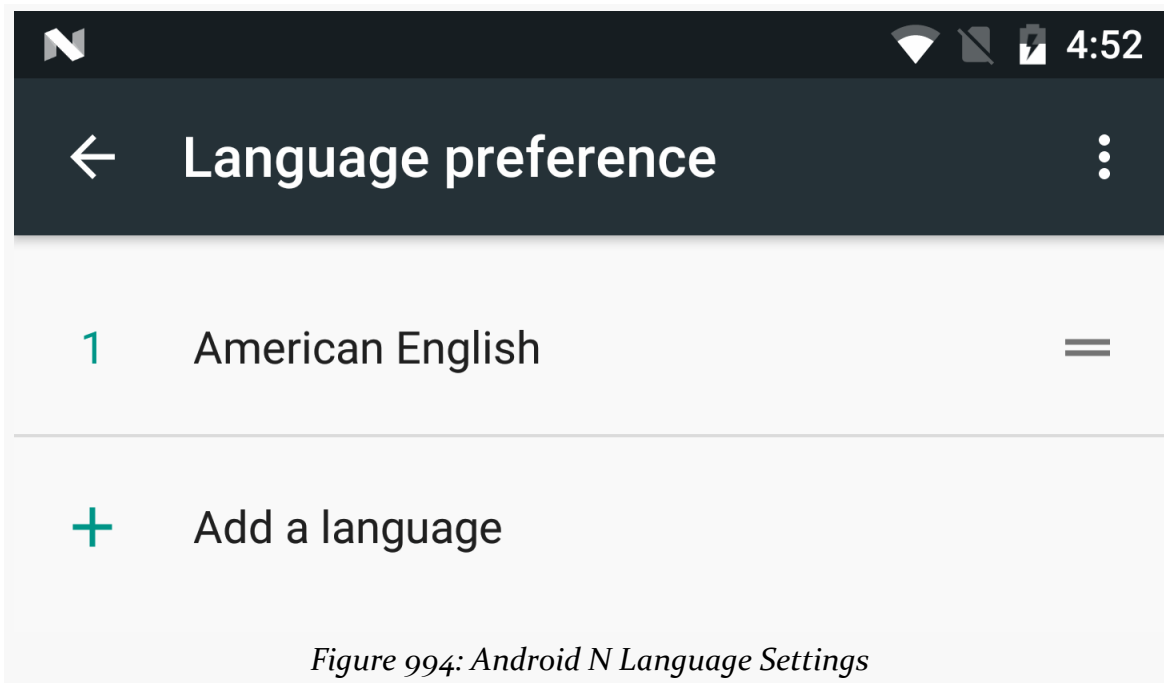 4:52
Language preference
1 American English
Add a language
Figure 994: Android N Language Settings